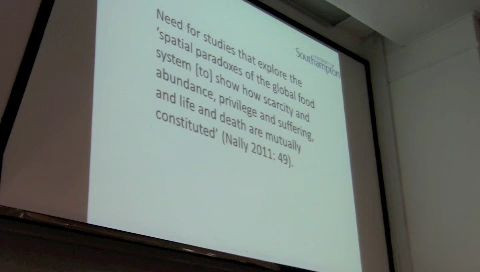 Southampton
Need for studies that explore the
'spatial paradoxes of the global food
system [to] show how scarcity and
abundance, privilege and suffering,
and life and death are mutually
constituted' (Nally 2011: 49).